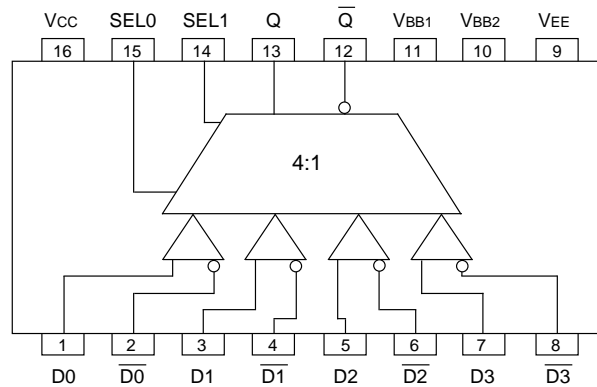 VCC SEL0 SEL1 Q Q̅ VBB1 VBB2 VEE
16 15 14 13 12 11 10 9
4:1
1 2 3 4 5 6 7 8
D0 D̅0̅ D1 D̅1̅ D2 D̅2̅ D3 D̅3̅